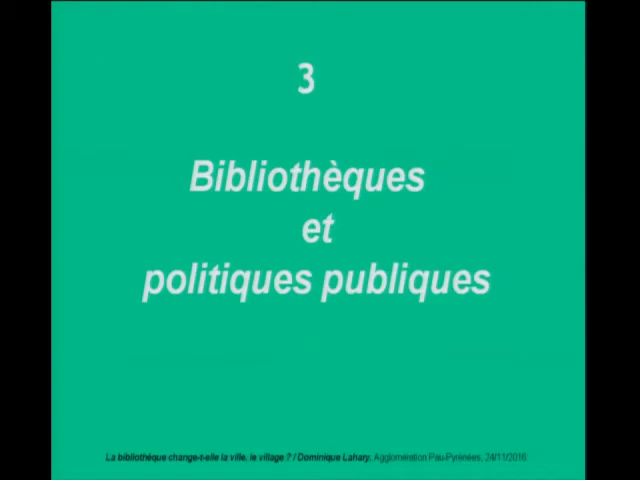 3
Bibliothèques
et
politiques publiques
La bibliothèque change-t-elle la ville, le village ? / Dominique Lahary. Agglomération Pau-Pyrénées, 24/11/2016